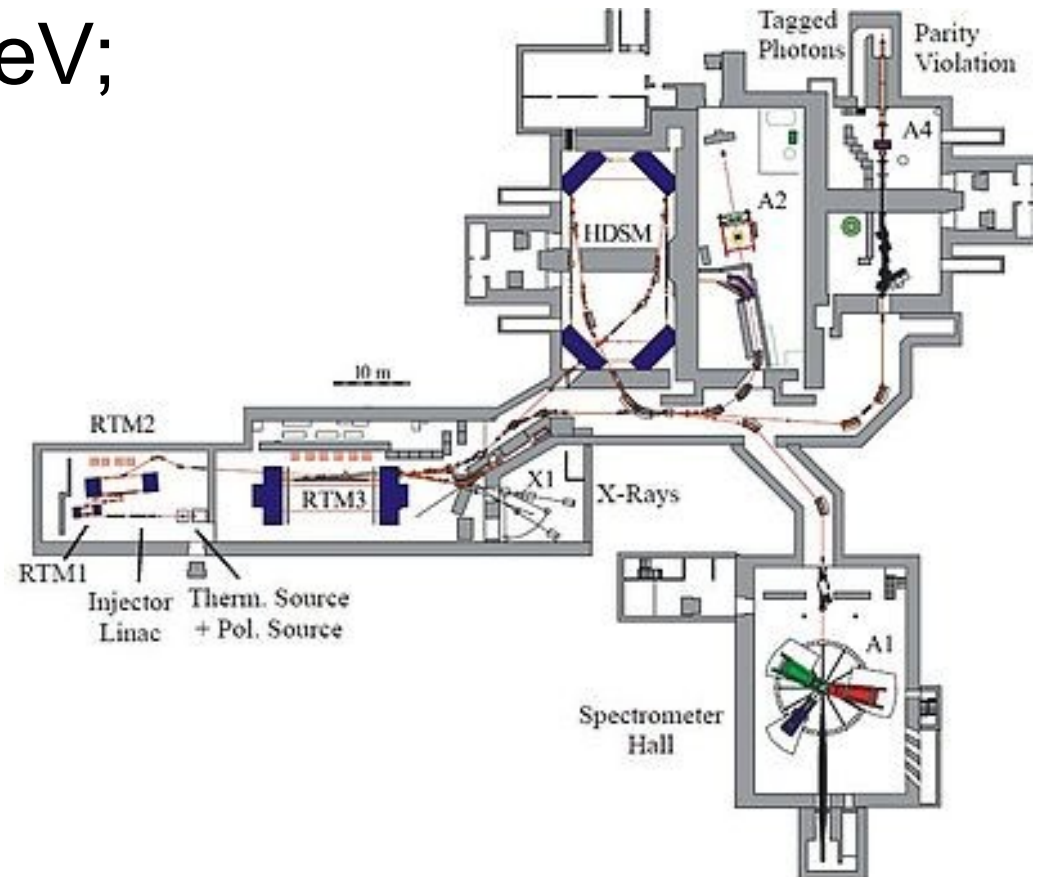 eV;
Tagged
Photons
Parity
Violation
A4
A2
HDSM
10 m
RTM2
RTM3
X1
X-Rays
RTM1
Injector
Linac
Therm. Source
+ Pol. Source
A1
Spectrometer
Hall